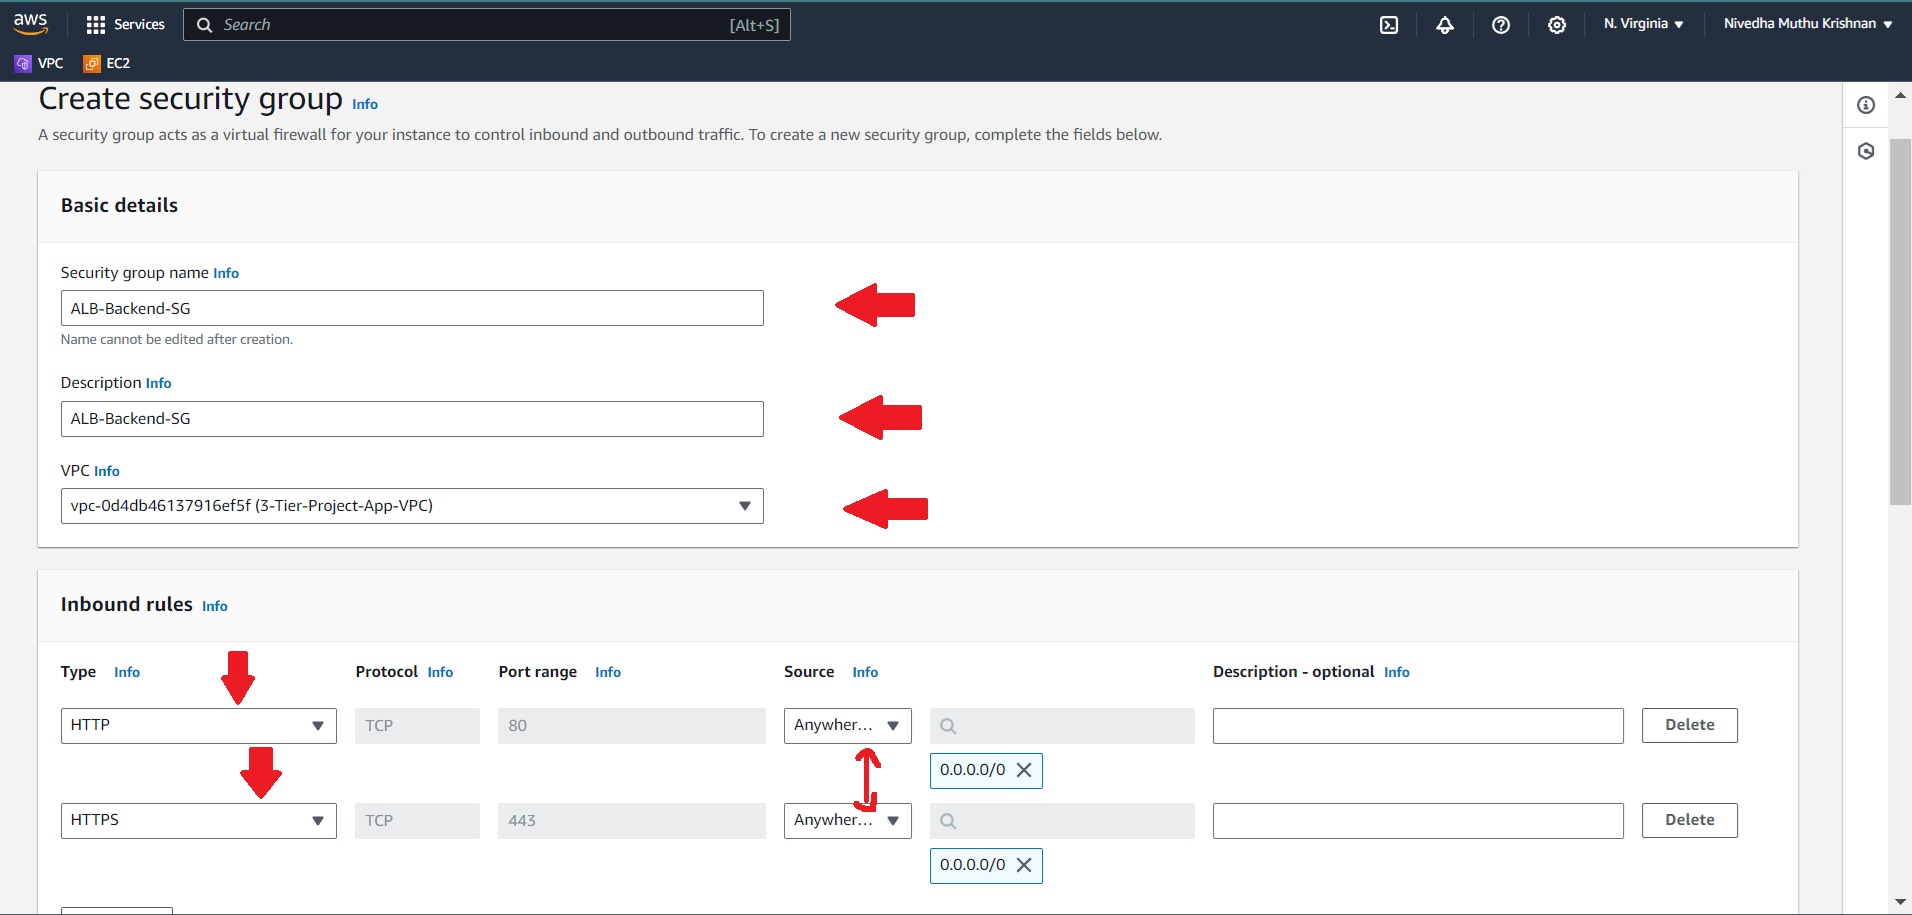 aws Services Search [Alt+S] N. Virginia Nivedha Muthu Krishnan
VPC EC2
Create security group Info
A security group acts as a virtual firewall for your instance to control inbound and outbound traffic. To create a new security group, complete the fields below.
Basic details
Security group name Info
ALB-Backend-SG
Name cannot be edited after creation.
Description Info
ALB-Backend-SG
VPC Info
vpc-0d4db46137916ef5f (3-Tier-Project-App-VPC)
Inbound rules Info
Type Info Protocol Info Port range Info Source Info Description - optional Info
HTTP TCP 80 Anywher... Delete
0.0.0.0/0
HTTPS TCP 443 Anywher... Delete
0.0.0.0/0